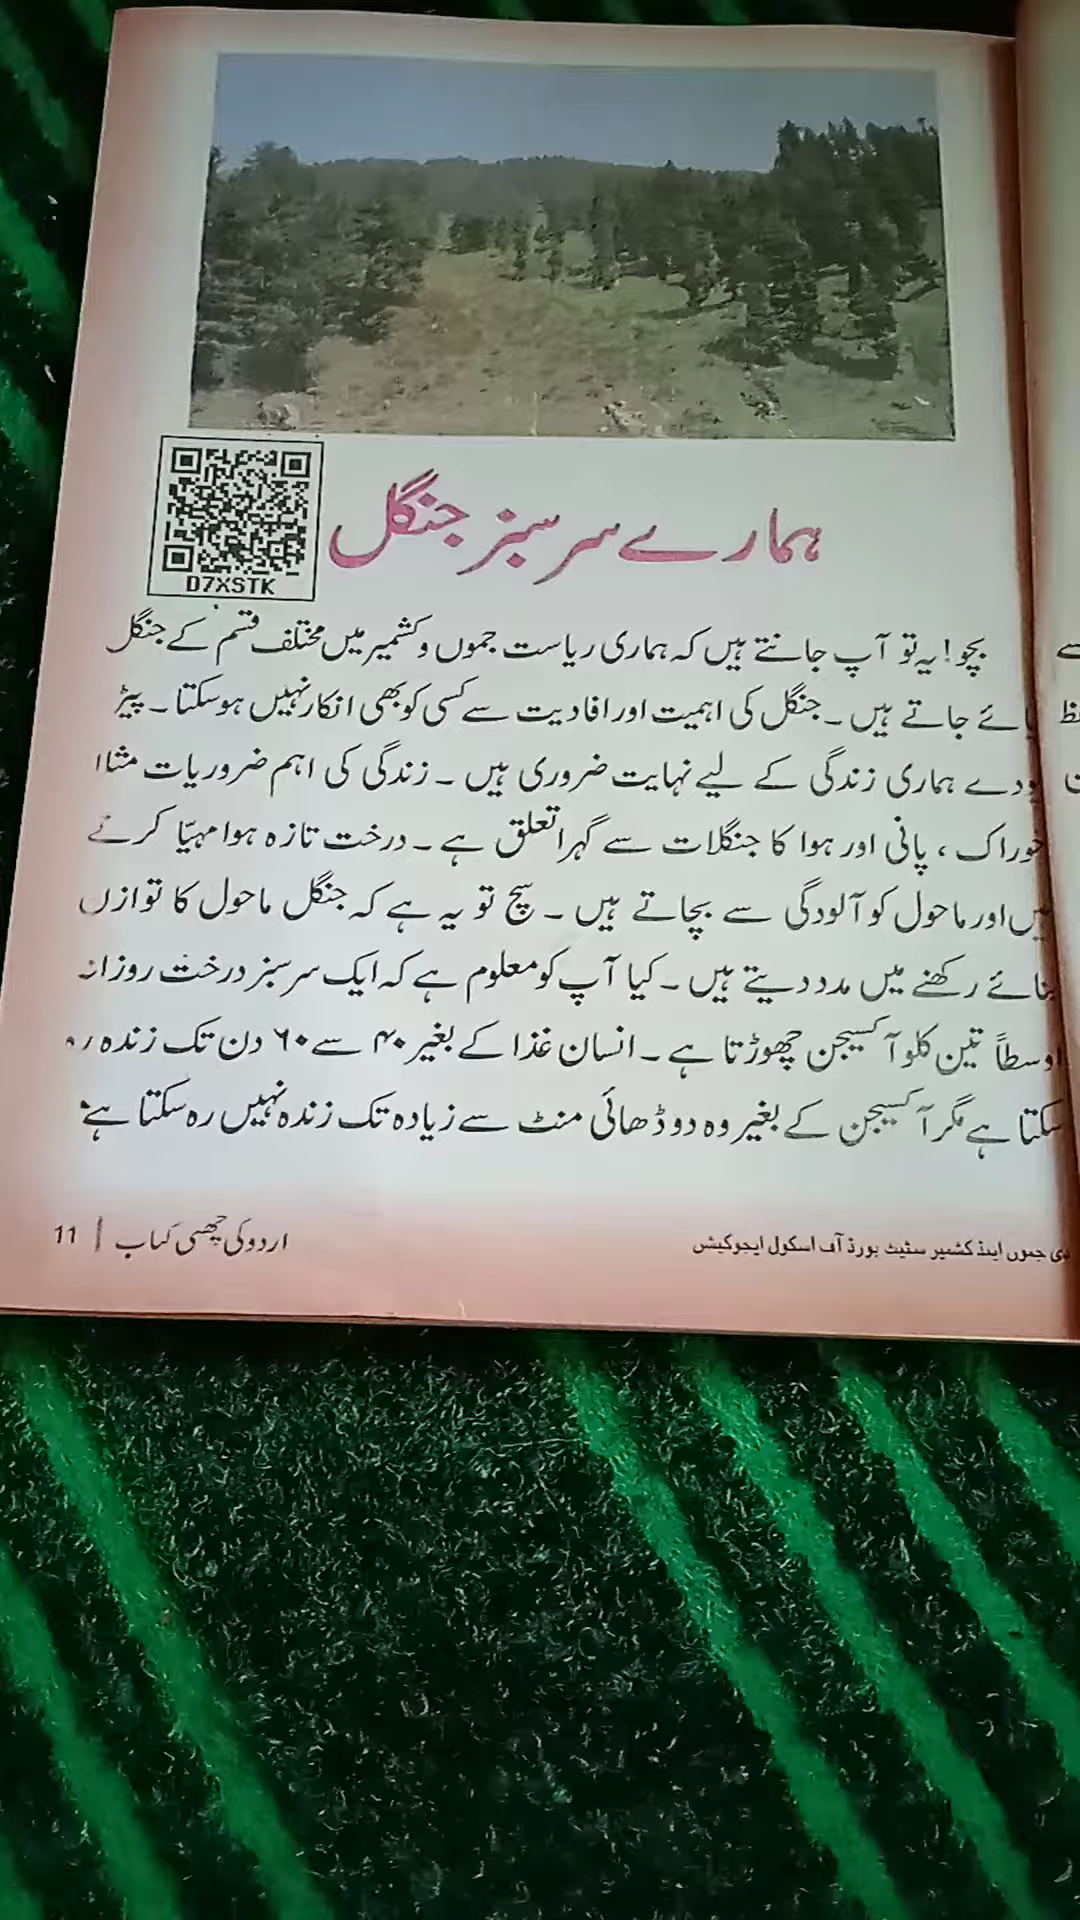 D7XSTK
ہمارے سرسبز جنگل
بچو! یہ تو آپ جانتے ہیں کہ ہماری ریاست جموں و کشمیر میں مختلف قسم کے جنگل
پائے جاتے ہیں۔ جنگل کی اہمیت اور افادیت سے کسی کو بھی انکار نہیں ہوسکتا۔ پیڑ
پودے ہماری زندگی کے لیے نہایت ضروری ہیں۔ زندگی کی اہم ضروریات مثلاً
خوراک، پانی اور ہوا کا جنگلات سے گہرا تعلق ہے۔ درخت تازہ ہوا مہیّا کرتے
ہیں اور ماحول کو آلودگی سے بچاتے ہیں۔ سچ تو یہ ہے کہ جنگل ماحول کا توازن
بنائے رکھنے میں مدد دیتے ہیں۔ کیا آپ کو معلوم ہے کہ ایک سرسبز درخت روزانہ
اوسطاً تین کلو آکسیجن چھوڑتا ہے۔ انسان غذا کے بغیر ۴۰ سے ۶۰ دن تک زندہ رہ
سکتا ہے مگر آکسیجن کے بغیر وہ دو ڈھائی منٹ سے زیادہ تک زندہ نہیں رہ سکتا ہے
دی جموں اینڈ کشمیر سٹیٹ بورڈ آف اسکول ایجوکیشن
اردو کی چھٹی کتاب | 11